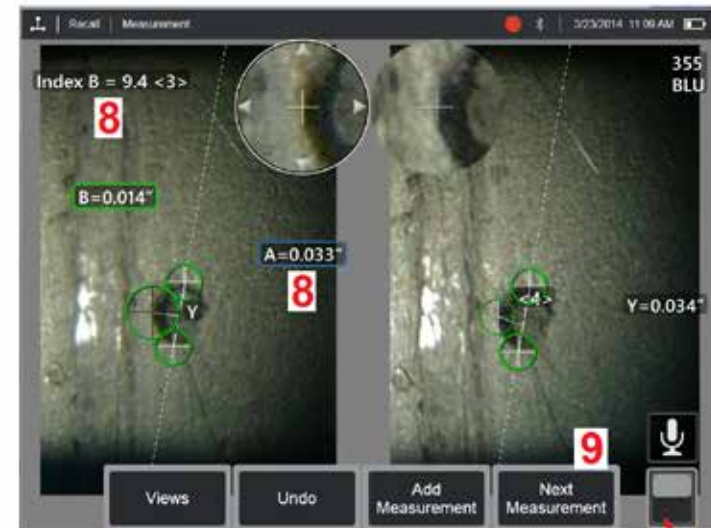 Recall | Measurement
3/23/2014 11:09 AM
Index B = 9.4 <3>
355
BLU
8
B=0.014"
A=0.033"
8
Y
<4>
Y=0.034"
9
Views
Undo
Add
Measurement
Next
Measurement